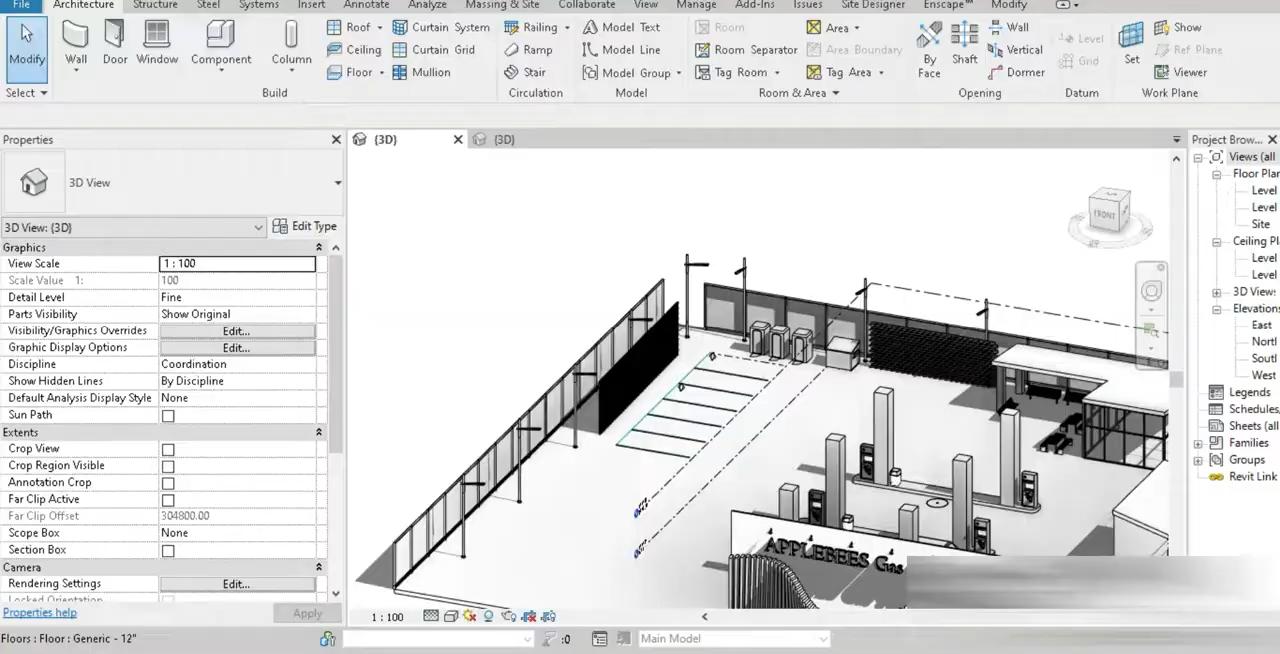 File Architecture Structure Steel Systems Insert Annotate Analyze Massing & Site Collaborate View Manage Add-Ins Issues Site Designer Enscape™ Modify
Modify
Wall
Door
Window
Component
Column
Roof
Ceiling
Floor
Curtain System
Curtain Grid
Mullion
Railing
Ramp
Stair
Model Text
Model Line
Model Group
Room
Room Separator
Tag Room
Area
Area Boundary
Tag Area
By
Face
Shaft
Wall
Vertical
Dormer
Level
Grid
Set
Show
Ref Plane
Viewer
Select
Build
Circulation
Model
Room & Area
Opening
Datum
Work Plane
Properties
3D View
3D View: {3D}
Edit Type
Graphics
View Scale 1 : 100
Scale Value 1: 100
Detail Level Fine
Parts Visibility Show Original
Visibility/Graphics Overrides Edit...
Graphic Display Options Edit...
Discipline Coordination
Show Hidden Lines By Discipline
Default Analysis Display Style None
Sun Path
Extents
Crop View
Crop Region Visible
Annotation Crop
Far Clip Active
Far Clip Offset 304800.00
Scope Box None
Section Box
Camera
Rendering Settings Edit...
Locked Orientation
Properties help
Apply
{3D}
{3D}
FRONT
APPLEBEES Gas
1 : 100
Project Brow...
Views (all
Floor Plan
Level
Level
Site
Ceiling Pl
Level
Level
3D Views
Elevations
East
North
South
West
Legends
Schedules,
Sheets (all
Families
Groups
Revit Link
Floors : Floor : Generic - 12"
:0
Main Model